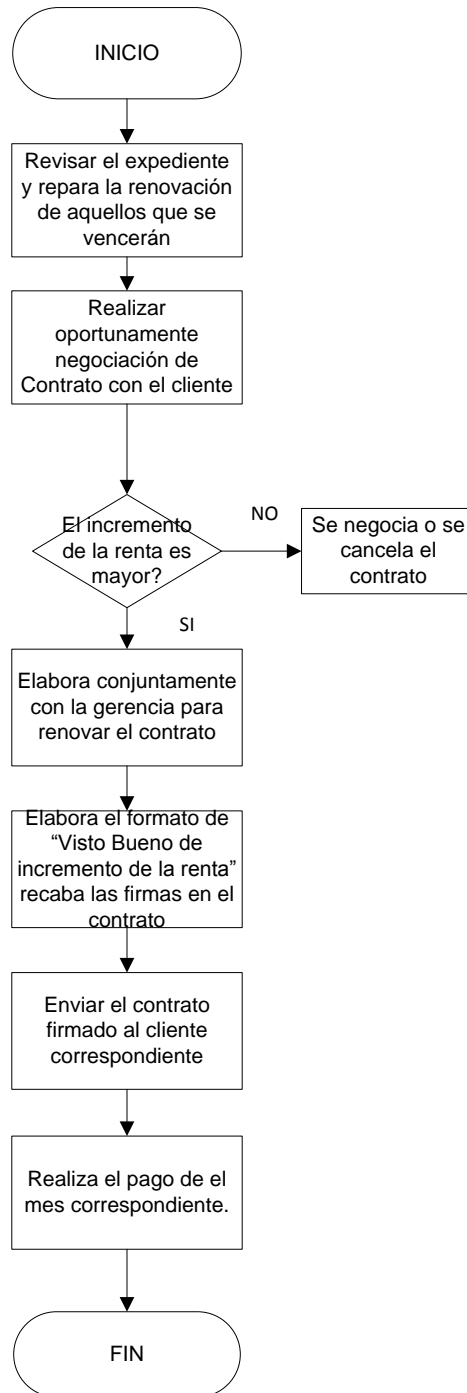 INICIO
Revisar el expediente
y repara la renovación
de aquellos que se
vencerán
Realizar
oportunamente
negociación de
Contrato con el cliente
El incremento
de la renta es
mayor?
NO
Se negocia o se
cancela el
contrato
SI
Elabora conjuntamente
con la gerencia para
renovar el contrato
Elabora el formato de
“Visto Bueno de
incremento de la renta”
recaba las firmas en el
contrato
Enviar el contrato
firmado al cliente
correspondiente
Realiza el pago de el
mes correspondiente.
FIN